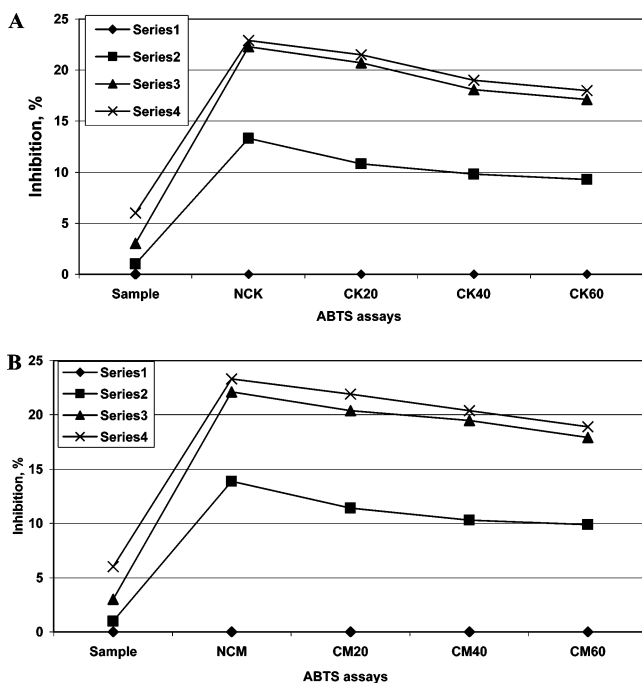 A
25
20
15
10
5
0
Inhibition, %
Series1
Series2
Series3
Series4
Sample NCK CK20 CK40 CK60
ABTS assays
B
25
20
15
10
5
0
Inhibition, %
Series1
Series2
Series3
Series4
Sample NCM CM20 CM40 CM60
ABTS assays